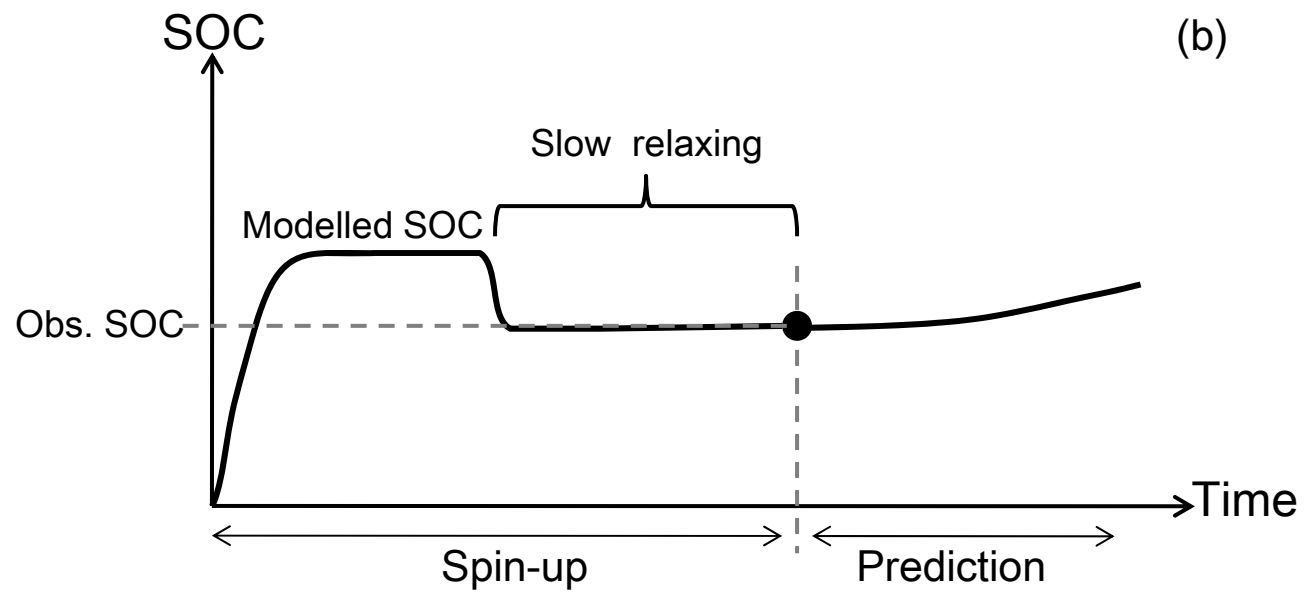 SOC
(b)
Slow relaxing
Modelled SOC
Obs. SOC
Time
Spin-up
Prediction